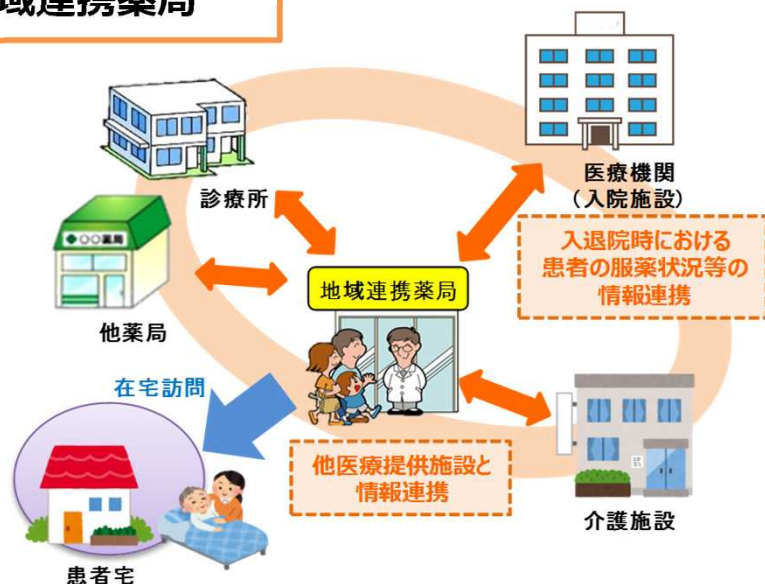 域連携薬局
診療所
医療機関
（入院施設）
入退院時における
患者の服薬状況等の
情報連携
○○薬局
他薬局
地域連携薬局
在宅訪問
他医療提供施設と
情報連携
介護施設
患者宅